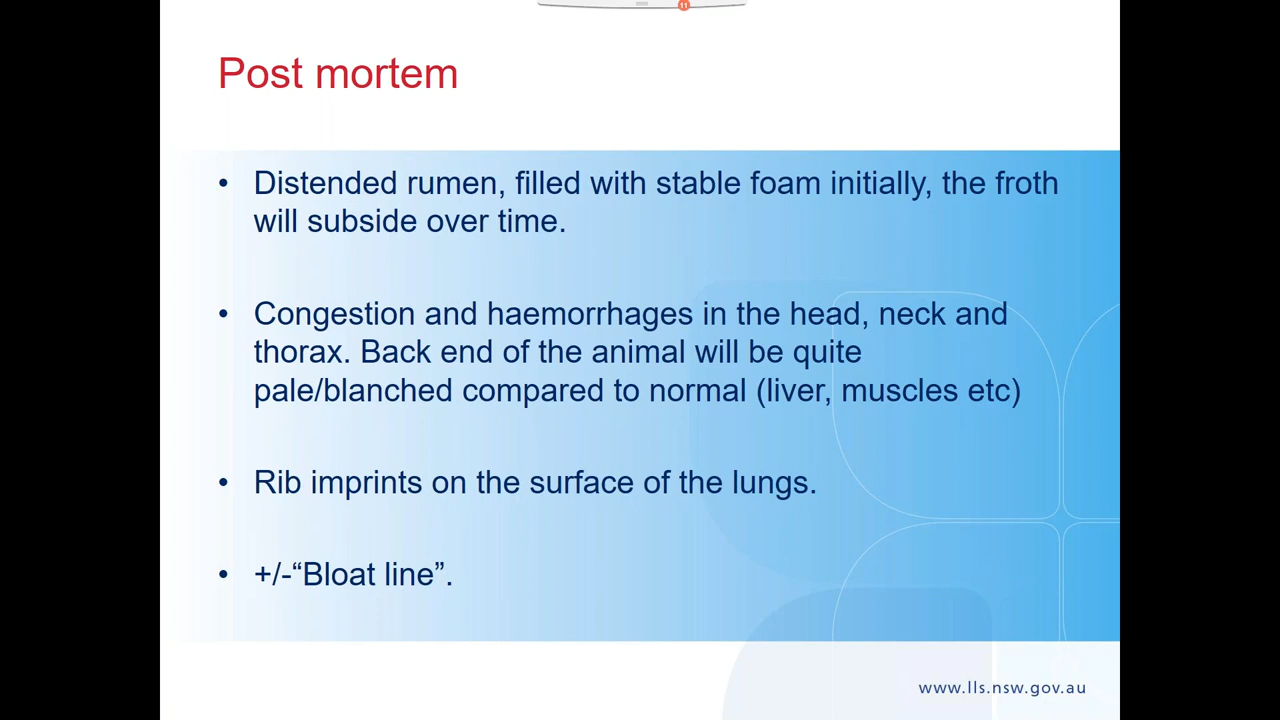 11
Post mortem
• Distended rumen, filled with stable foam initially, the froth
will subside over time.
• Congestion and haemorrhages in the head, neck and
thorax. Back end of the animal will be quite
pale/blanched compared to normal (liver, muscles etc)
• Rib imprints on the surface of the lungs.
• +/-“Bloat line”.
www.lls.nsw.gov.au